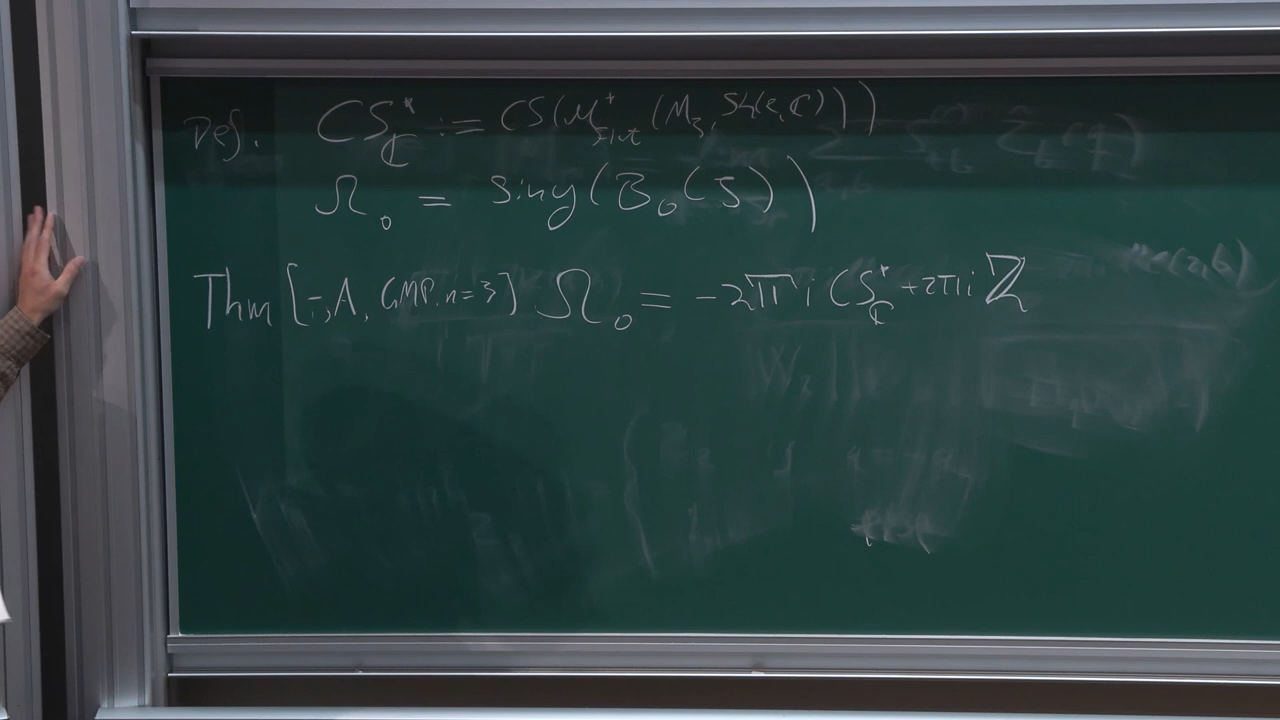 Def. CS*_ℂ := CS(M*_flat (M_3, SL(2,ℂ)))
Ω_0 = sing(B_0(S))
Thm [-, A, GMP, n=3] Ω_0 = -2πi CS*_ℂ + 2πi ℤ